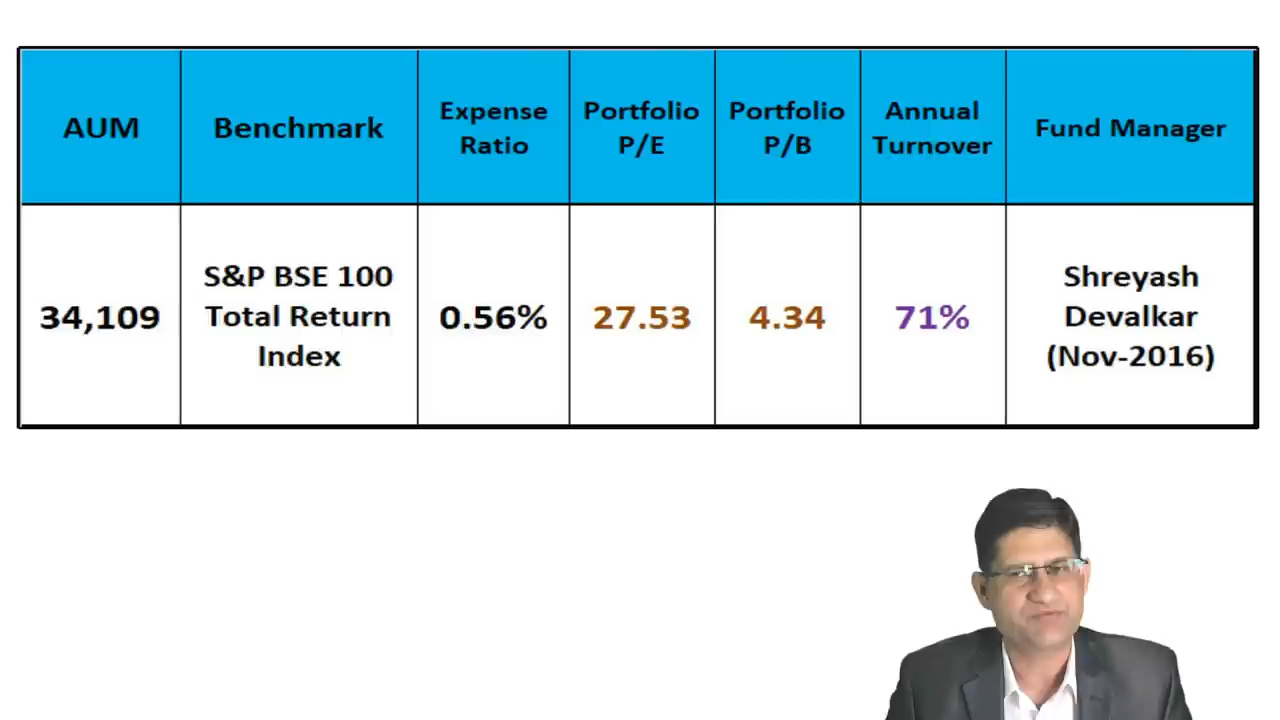 AUM
Benchmark
Expense
Ratio
Portfolio
P/E
Portfolio
P/B
Annual
Turnover
Fund Manager
34,109
S&P BSE 100
Total Return
Index
0.56%
27.53
4.34
71%
Shreyash
Devalkar
(Nov-2016)